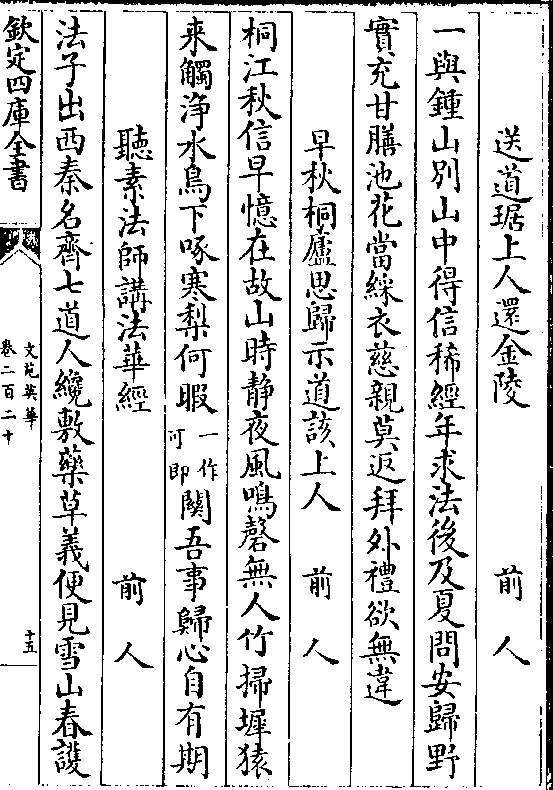 送道琚上人還金陵　前人
一與鍾山別山中得信稀經年求法後及夏問安歸野
實充甘膳池花當綵衣慈親莫返拜外禮欲無違
早秋桐廬思歸示道該上人　前人
桐江秋信早憶在故山時静夜風鳴磬無人竹掃墀猿
来觸浄水鳥下啄寒梨何暇一作可即關吾事歸心自有期
聽素法師講法華經　前人
法子出西秦名齊七道人纔敷藥草義便見雪山春護
欽定四庫全書
文苑英華
卷二百二十
十五